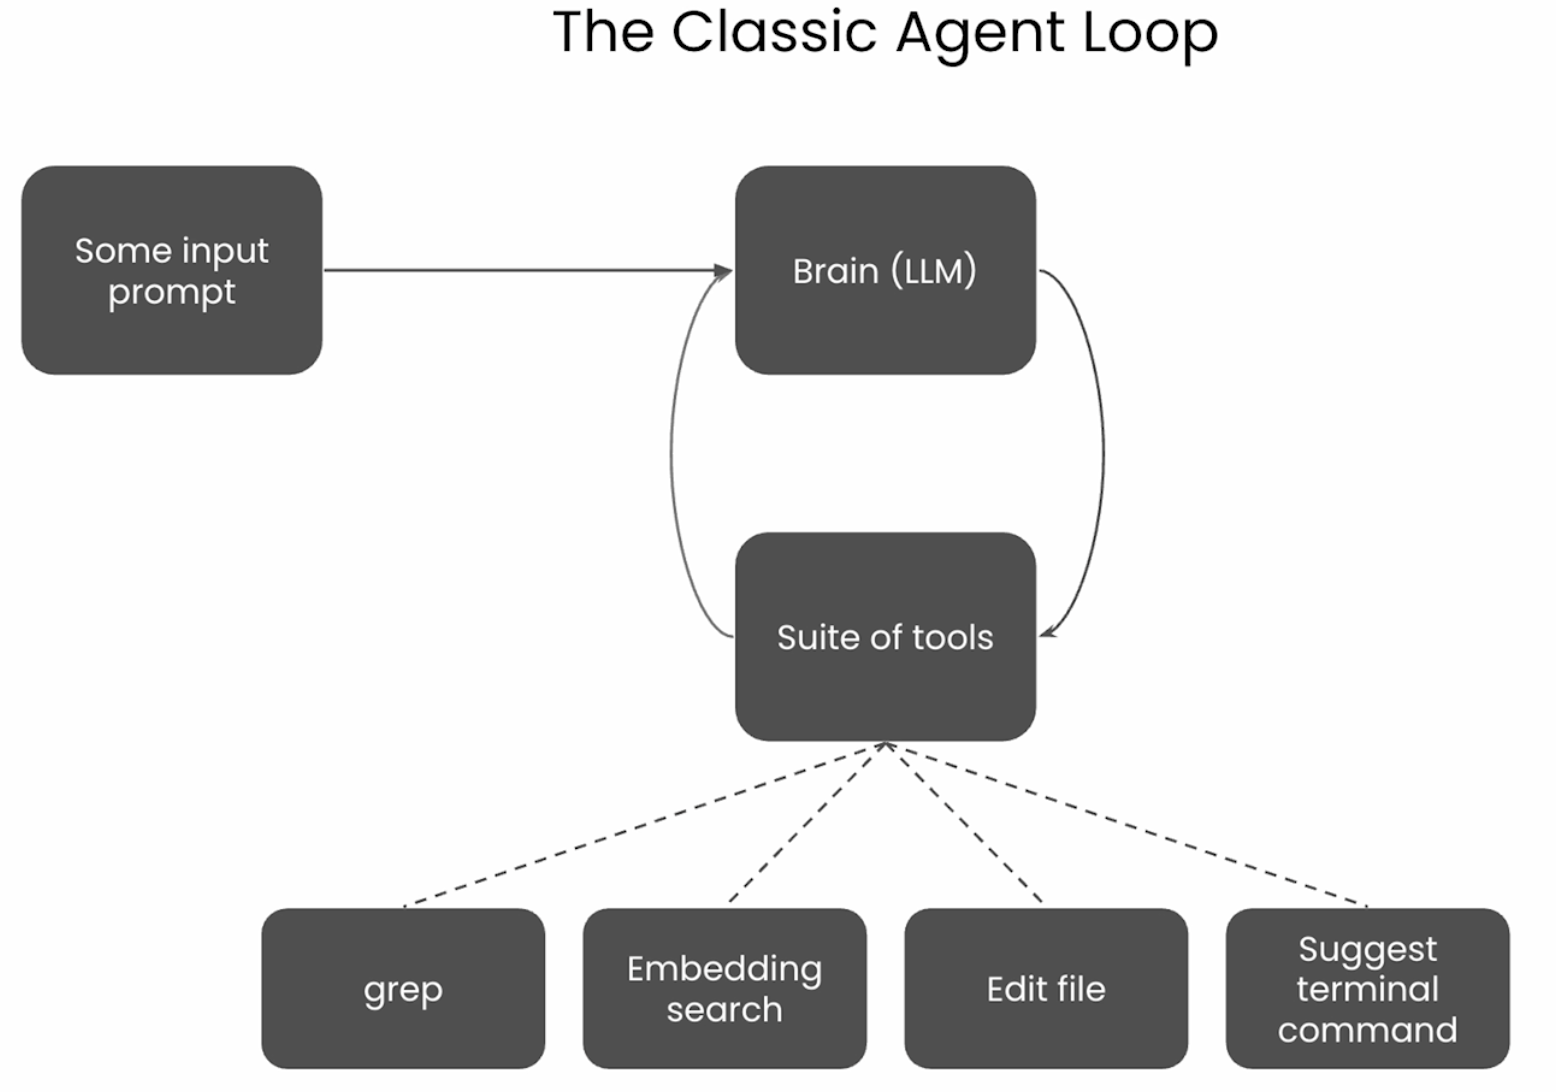 The Classic Agent Loop
Some input
prompt
Brain (LLM)
Suite of tools
grep
Embedding
search
Edit file
Suggest
terminal
command